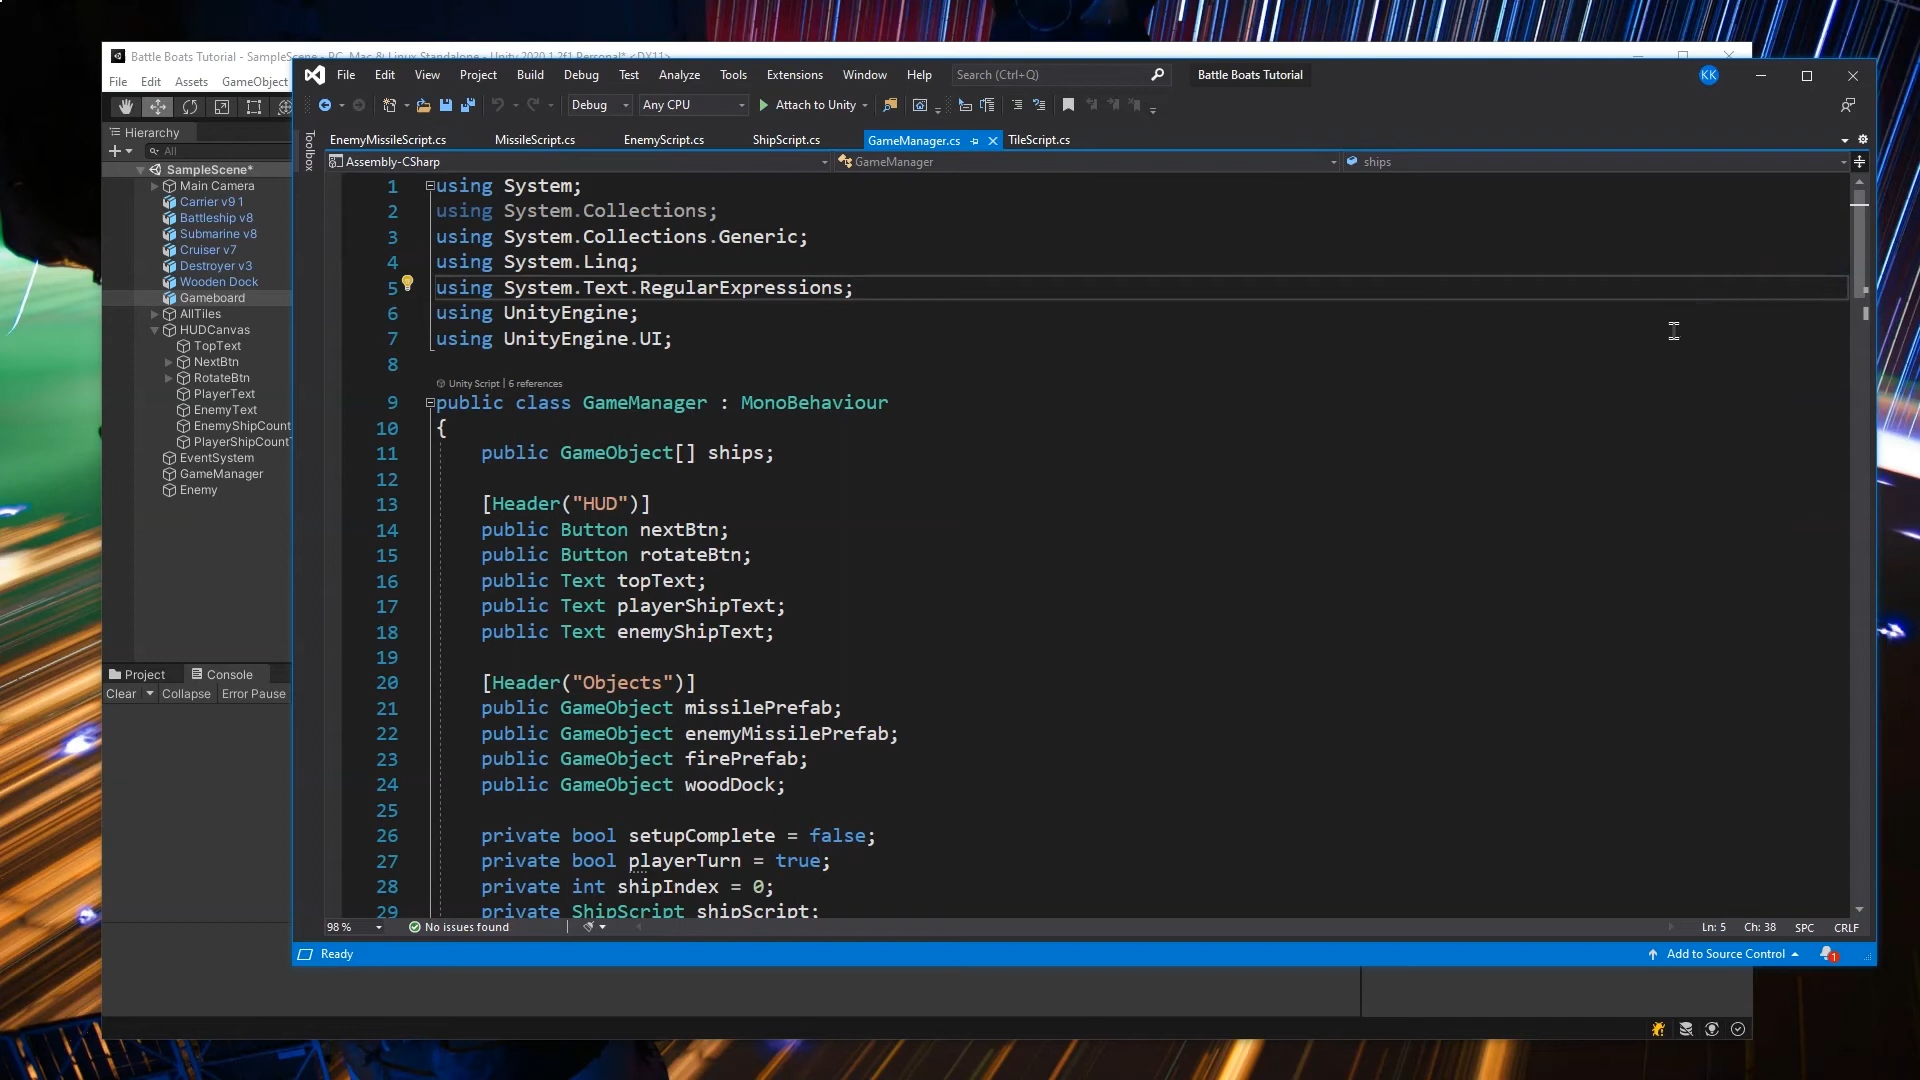 Battle Boats Tutorial - SampleScene - PC, Mac & Linux Standalone - Unity 2020.1.2f1 Personal* <DX11>
File Edit Assets GameObject
File Edit View Project Build Debug Test Analyze Tools Extensions Window Help Search (Ctrl+Q) Battle Boats Tutorial KK
Debug Any CPU Attach to Unity
Hierarchy
All
SampleScene*
Main Camera
Carrier v9 1
Battleship v8
Submarine v8
Cruiser v7
Destroyer v3
Wooden Dock
Gameboard
AllTiles
HUDCanvas
TopText
NextBtn
RotateBtn
PlayerText
EnemyText
EnemyShipCount
PlayerShipCount
EventSystem
GameManager
Enemy
Project Console
Clear Collapse Error Pause
Toolbox
EnemyMissileScript.cs MissileScript.cs EnemyScript.cs ShipScript.cs GameManager.cs TileScript.cs
Assembly-CSharp GameManager ships
1 using System;
2 using System.Collections;
3 using System.Collections.Generic;
4 using System.Linq;
5 using System.Text.RegularExpressions;
6 using UnityEngine;
7 using UnityEngine.UI;
8
Unity Script | 6 references
9 public class GameManager : MonoBehaviour
10 {
11 public GameObject[] ships;
12
13 [Header("HUD")]
14 public Button nextBtn;
15 public Button rotateBtn;
16 public Text topText;
17 public Text playerShipText;
18 public Text enemyShipText;
19
20 [Header("Objects")]
21 public GameObject missilePrefab;
22 public GameObject enemyMissilePrefab;
23 public GameObject firePrefab;
24 public GameObject woodDock;
25
26 private bool setupComplete = false;
27 private bool playerTurn = true;
28 private int shipIndex = 0;
29 private ShipScript shipScript;
98 % No issues found Ln: 5 Ch: 38 SPC CRLF
Ready Add to Source Control 1